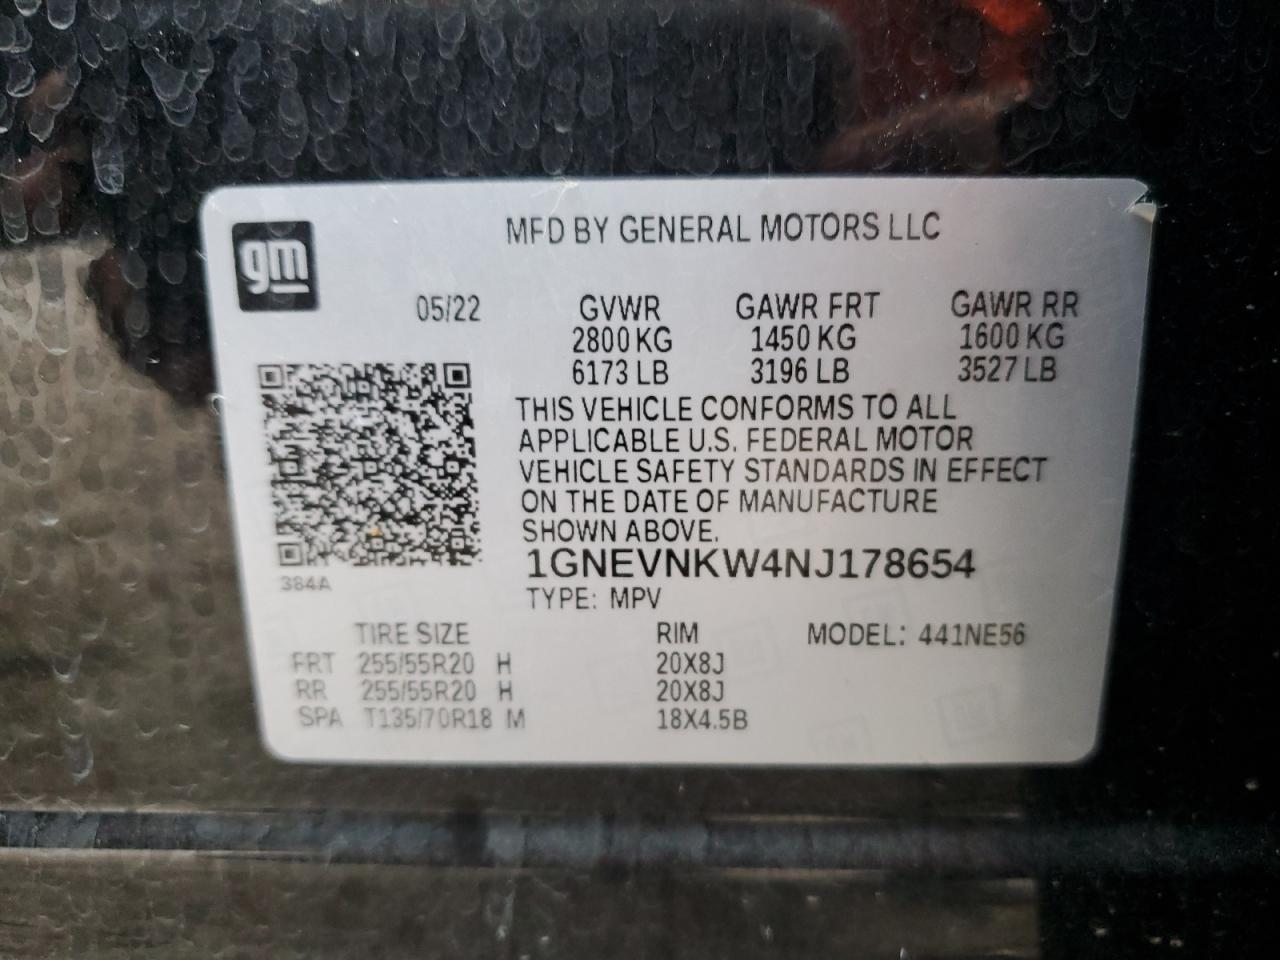 gm
MFD BY GENERAL MOTORS LLC
05/22 GVWR GAWR FRT GAWR RR
2800 KG 1450 KG 1600 KG
6173 LB 3196 LB 3527 LB
THIS VEHICLE CONFORMS TO ALL
APPLICABLE U.S. FEDERAL MOTOR
VEHICLE SAFETY STANDARDS IN EFFECT
ON THE DATE OF MANUFACTURE
SHOWN ABOVE.
1GNEVNKW4NJ178654
384A
TYPE: MPV
TIRE SIZE RIM MODEL: 441NE56
FRT 255/55R20 H 20X8J
RR 255/55R20 H 20X8J
SPA T135/70R18 M 18X4.5B